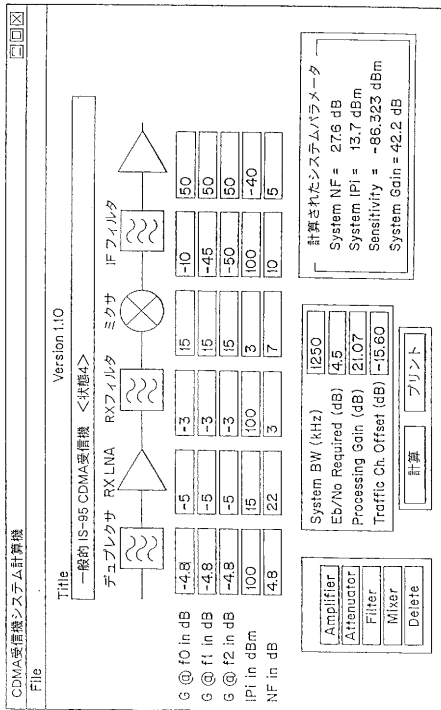 CDMA受信機システム計算機
File
Title
Version 1.10
一般的 IS-95 CDMA受信機 <状態4>
デュプレクサ RX LNA RXフィルタ ミクサ IFフィルタ
G @ f0 in dB -4.8 -5 -3 15 -10 50
G @ f1 in dB -4.8 -5 -3 15 -45 50
G @ f2 in dB -4.8 -5 -3 15 -50 50
IPi in dBm 100 15 100 3 100 -40
NF in dB 4.8 22 3 7 10 5
Amplifier
Attenuator
Filter
Mixer
Delete
System BW (kHz) 1250
Eb/No Required (dB) 4.5
Processing Gain (dB) 21.07
Traffic Ch. Offset (dB) -15.60
計算 プリント
計算されたシステムパラメータ
System NF = 27.6 dB
System IPi = 13.7 dBm
Sensitivity = -86.323 dBm
System Gain = 42.2 dB